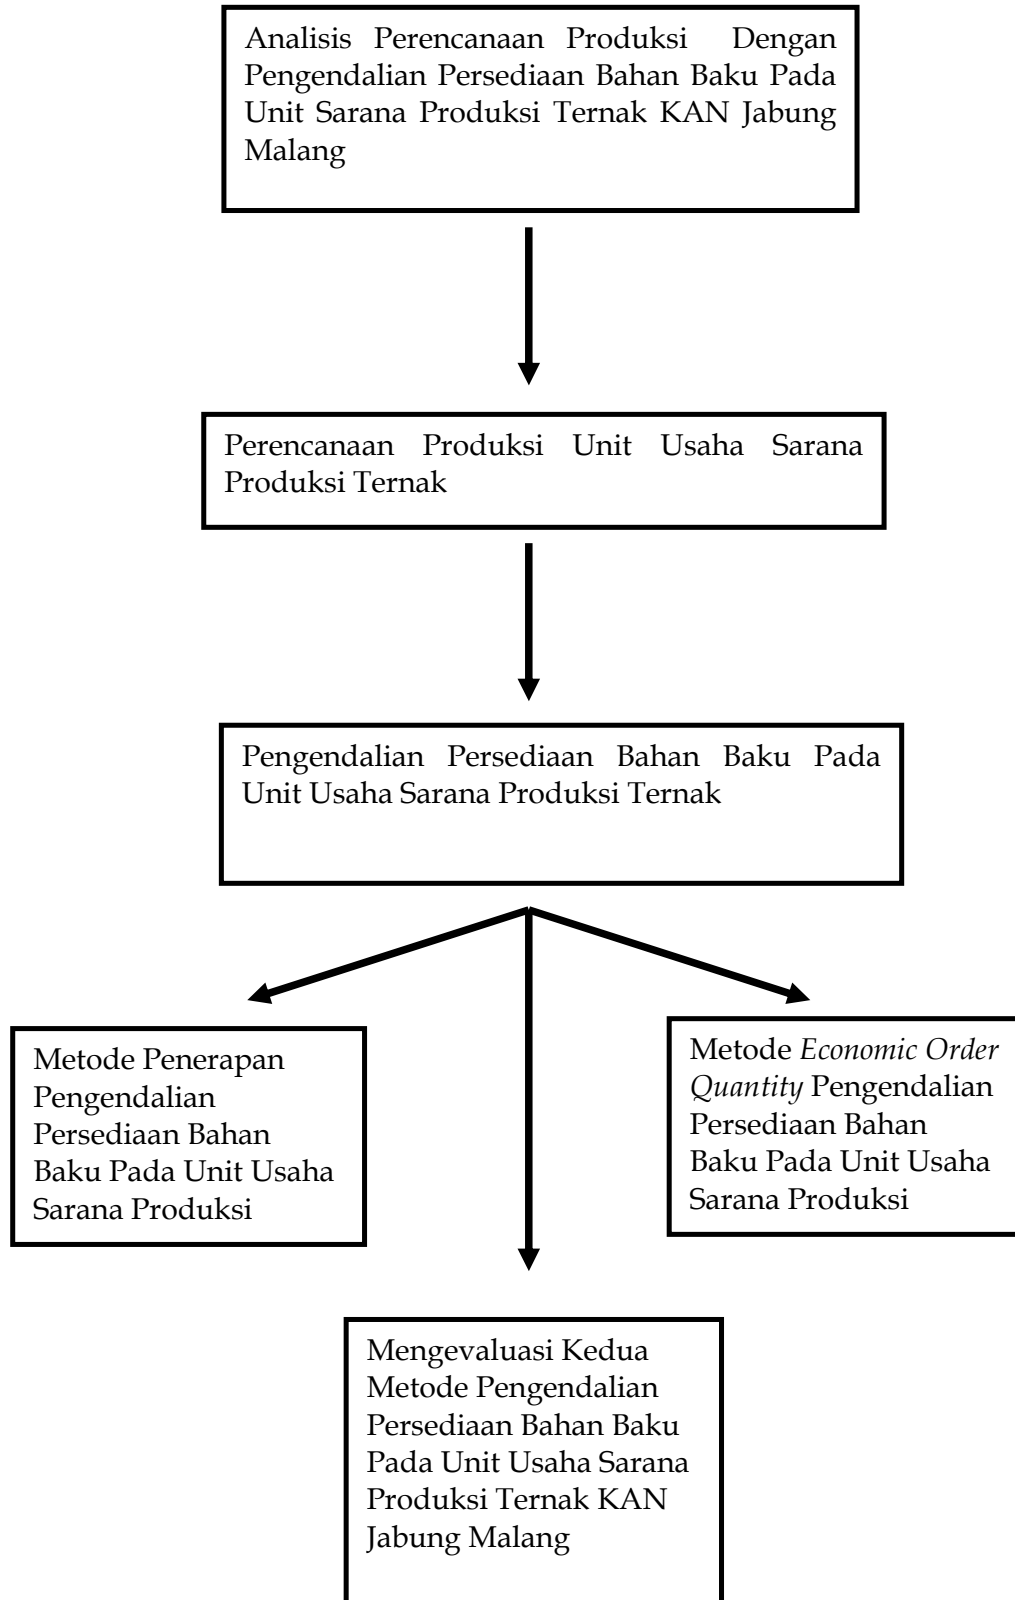 Analisis Perencanaan Produksi Dengan
Pengendalian Persediaan Bahan Baku Pada
Unit Sarana Produksi Ternak KAN Jabung
Malang
Perencanaan Produksi Unit Usaha Sarana
Produksi Ternak
Pengendalian Persediaan Bahan Baku Pada
Unit Usaha Sarana Produksi Ternak
Metode Penerapan
Pengendalian
Persediaan Bahan
Baku Pada Unit Usaha
Sarana Produksi
Metode Economic Order
Quantity Pengendalian
Persediaan Bahan
Baku Pada Unit Usaha
Sarana Produksi
Mengevaluasi Kedua
Metode Pengendalian
Persediaan Bahan Baku
Pada Unit Usaha Sarana
Produksi Ternak KAN
Jabung Malang